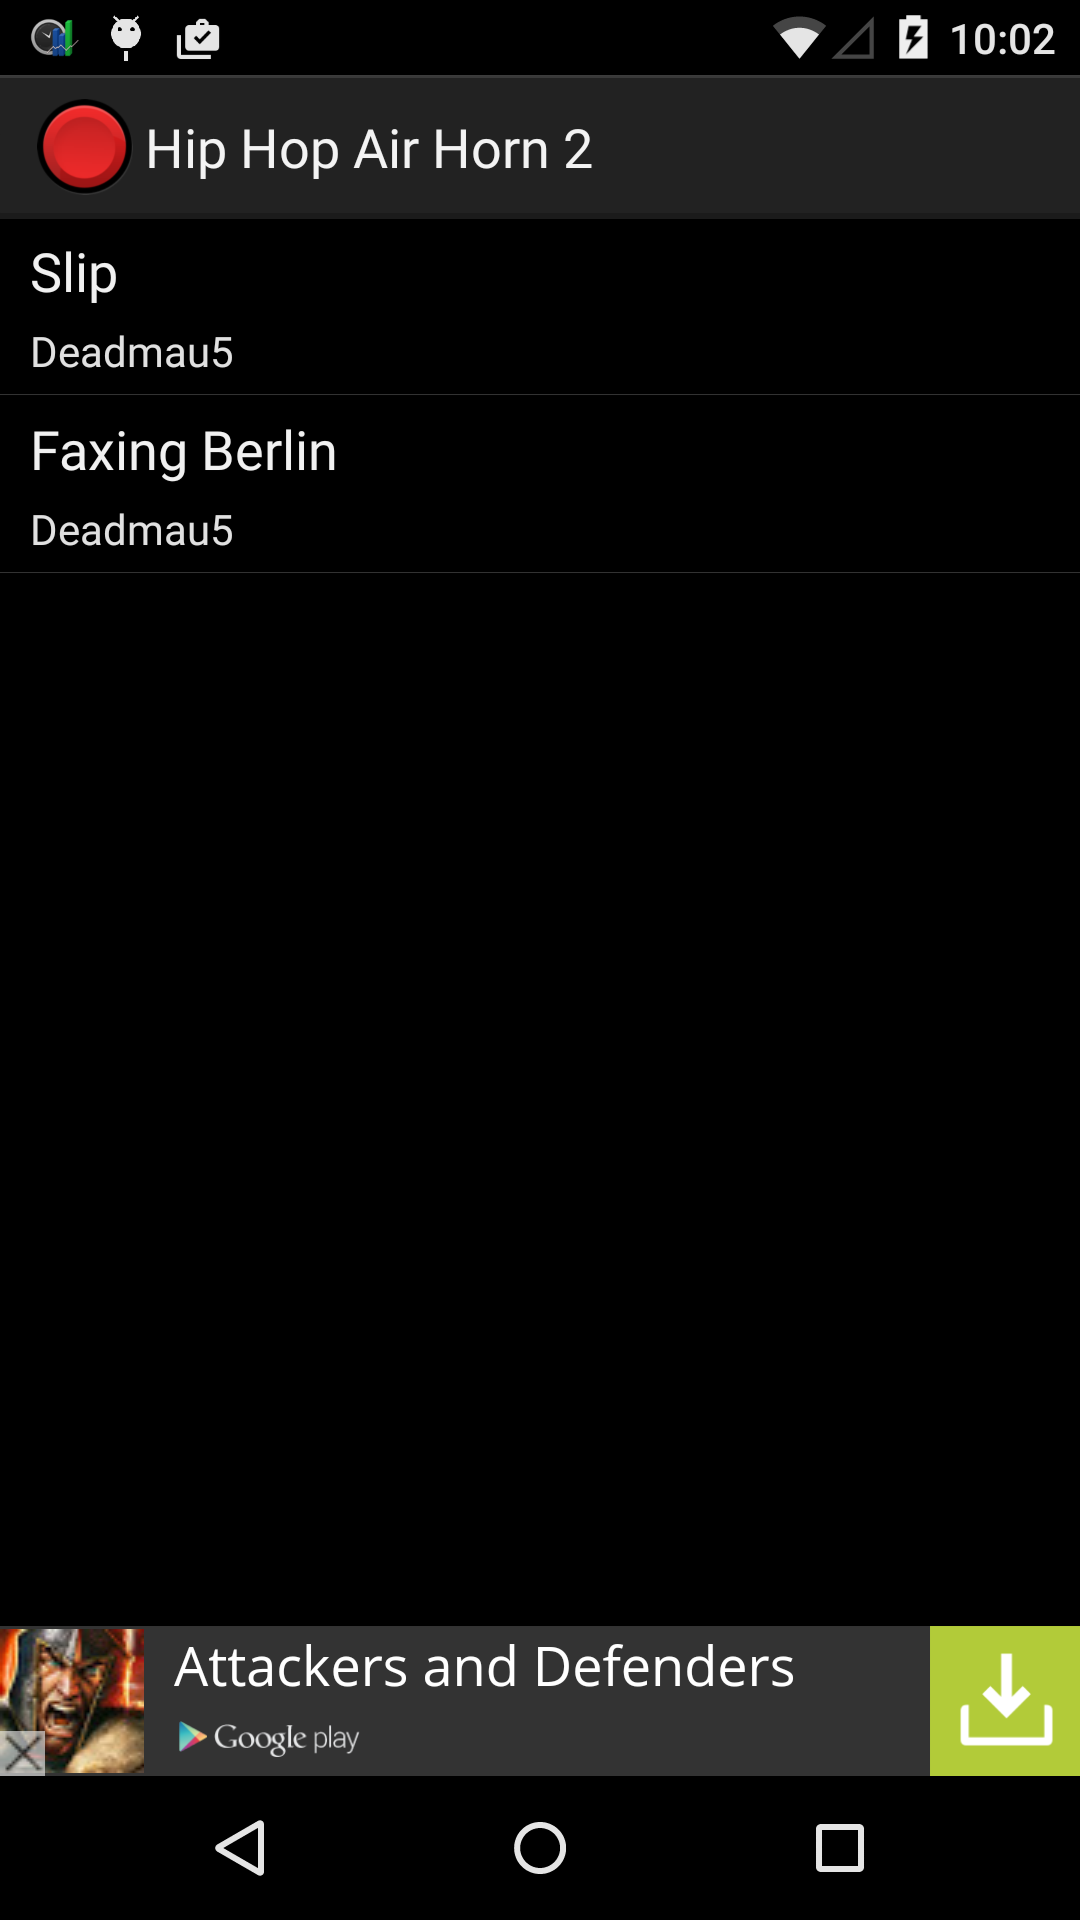 10:02
Hip Hop Air Horn 2
Slip
Deadmau5
Faxing Berlin
Deadmau5
Attackers and Defenders
Google play